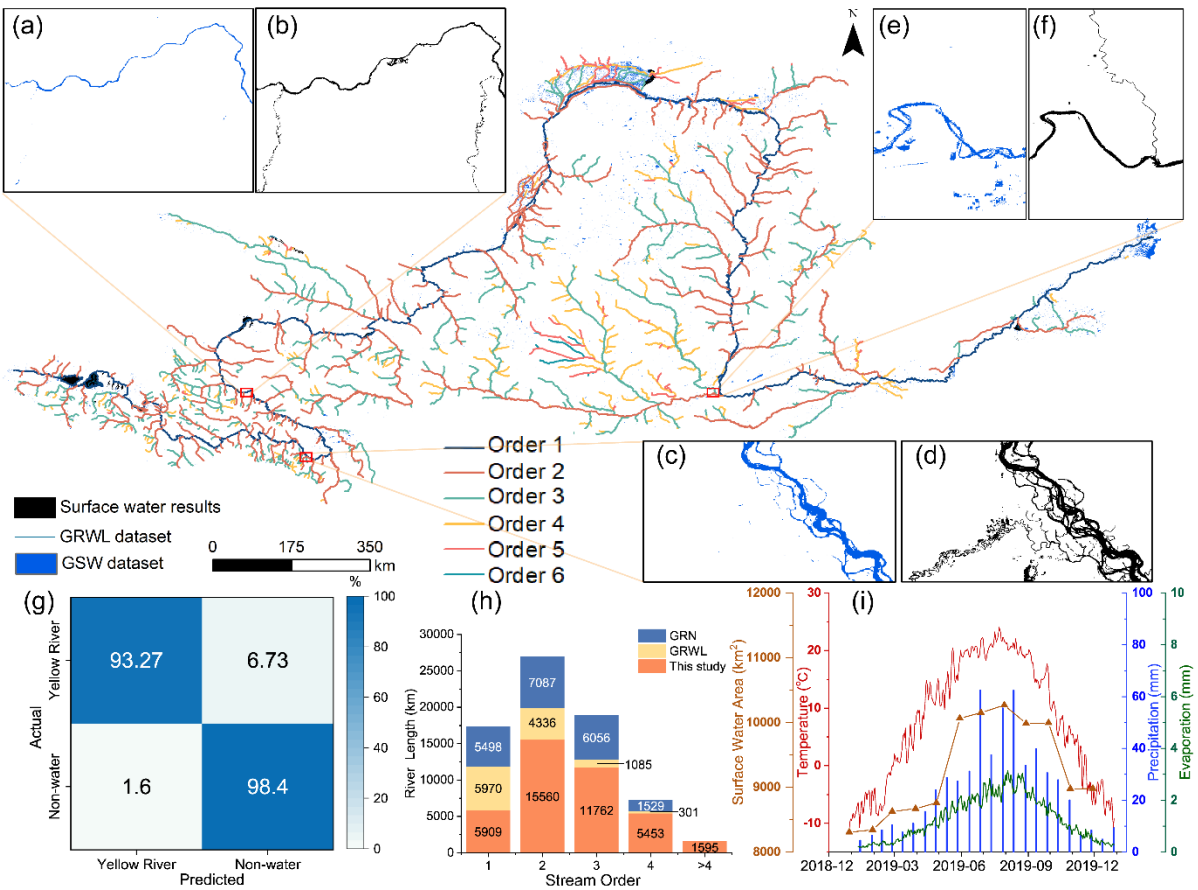 (a)
(b)
N
(e)
(f)
Order 1
Order 2
Order 3
Order 4
Order 5
Order 6
(c)
(d)
Surface water results
GRWL dataset
GSW dataset
0 175 350
km
(g)
%
100
80
60
40
20
0
Actual
Yellow River
Non-water
93.27 6.73
1.6 98.4
Yellow River Non-water
Predicted
(h)
River Length (km)
30000
25000
20000
15000
10000
5000
0
GRN
GRWL
This study
5498
5970
5909
7087
4336
15560
6056
1085
11762
1529
301
5453
1595
1 2 3 4 >4
Stream Order
(i)
Surface Water Area (km²)
12000
11000
10000
9000
8000
Temperature (°C)
30
20
10
0
-10
Precipitation (mm)
100
80
60
40
20
0
Evaporation (mm)
10
8
6
4
2
0
2018-12 2019-03 2019-06 2019-09 2019-12